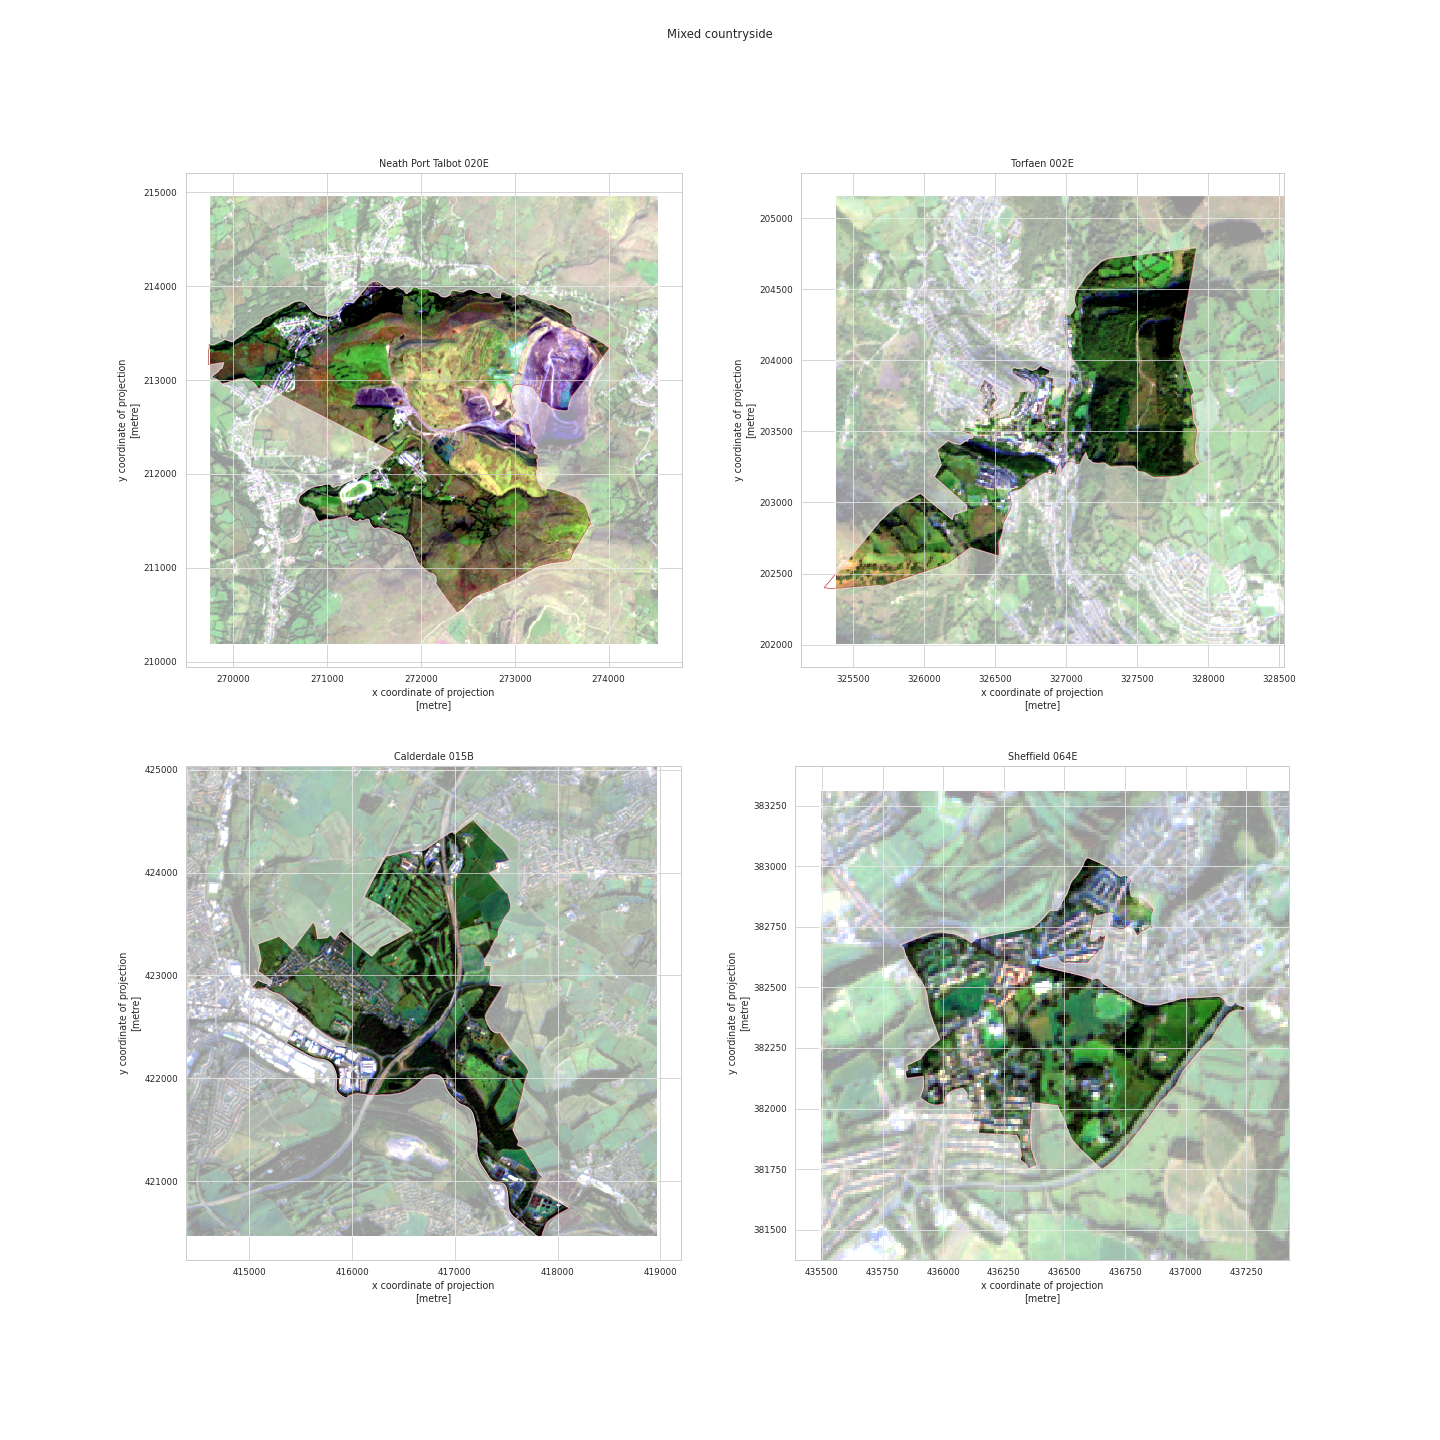 Mixed countryside
Neath Port Talbot 020E
215000
214000
213000
212000
211000
210000
y coordinate of projection
[metre]
270000 271000 272000 273000 274000
x coordinate of projection
[metre]
Torfaen 002E
205000
204500
204000
203500
203000
202500
202000
y coordinate of projection
[metre]
325500 326000 326500 327000 327500 328000 328500
x coordinate of projection
[metre]
Calderdale 015B
425000
424000
423000
422000
421000
y coordinate of projection
[metre]
415000 416000 417000 418000 419000
x coordinate of projection
[metre]
Sheffield 064E
383250
383000
382750
382500
382250
382000
381750
381500
y coordinate of projection
[metre]
435500 435750 436000 436250 436500 436750 437000 437250
x coordinate of projection
[metre]